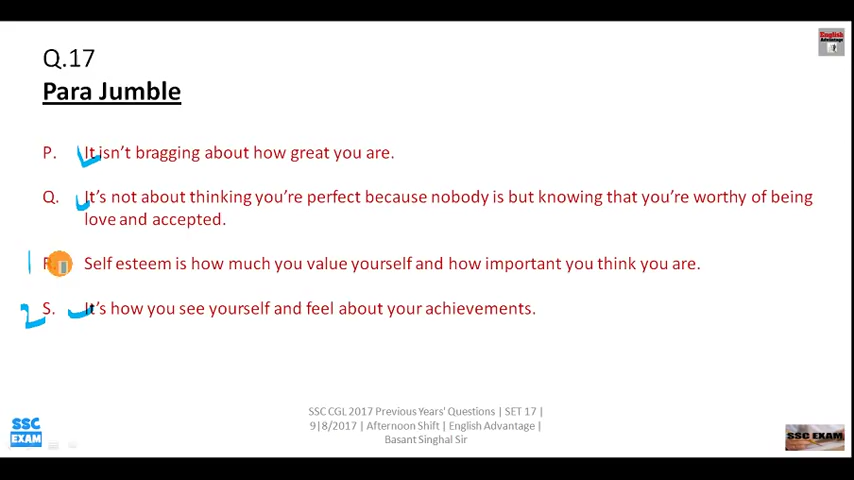 Q.17
English
Advantage
Para Jumble
P. It isn't bragging about how great you are.
Q. It's not about thinking you're perfect because nobody is but knowing that you're worthy of being
love and accepted.
1 R. Self esteem is how much you value yourself and how important you think you are.
2 S. It's how you see yourself and feel about your achievements.
SSC CGL 2017 Previous Years' Questions | SET 17 |
9|8/2017 | Afternoon Shift | English Advantage |
Basant Singhal Sir
SSC
EXAM
SSC EXAM